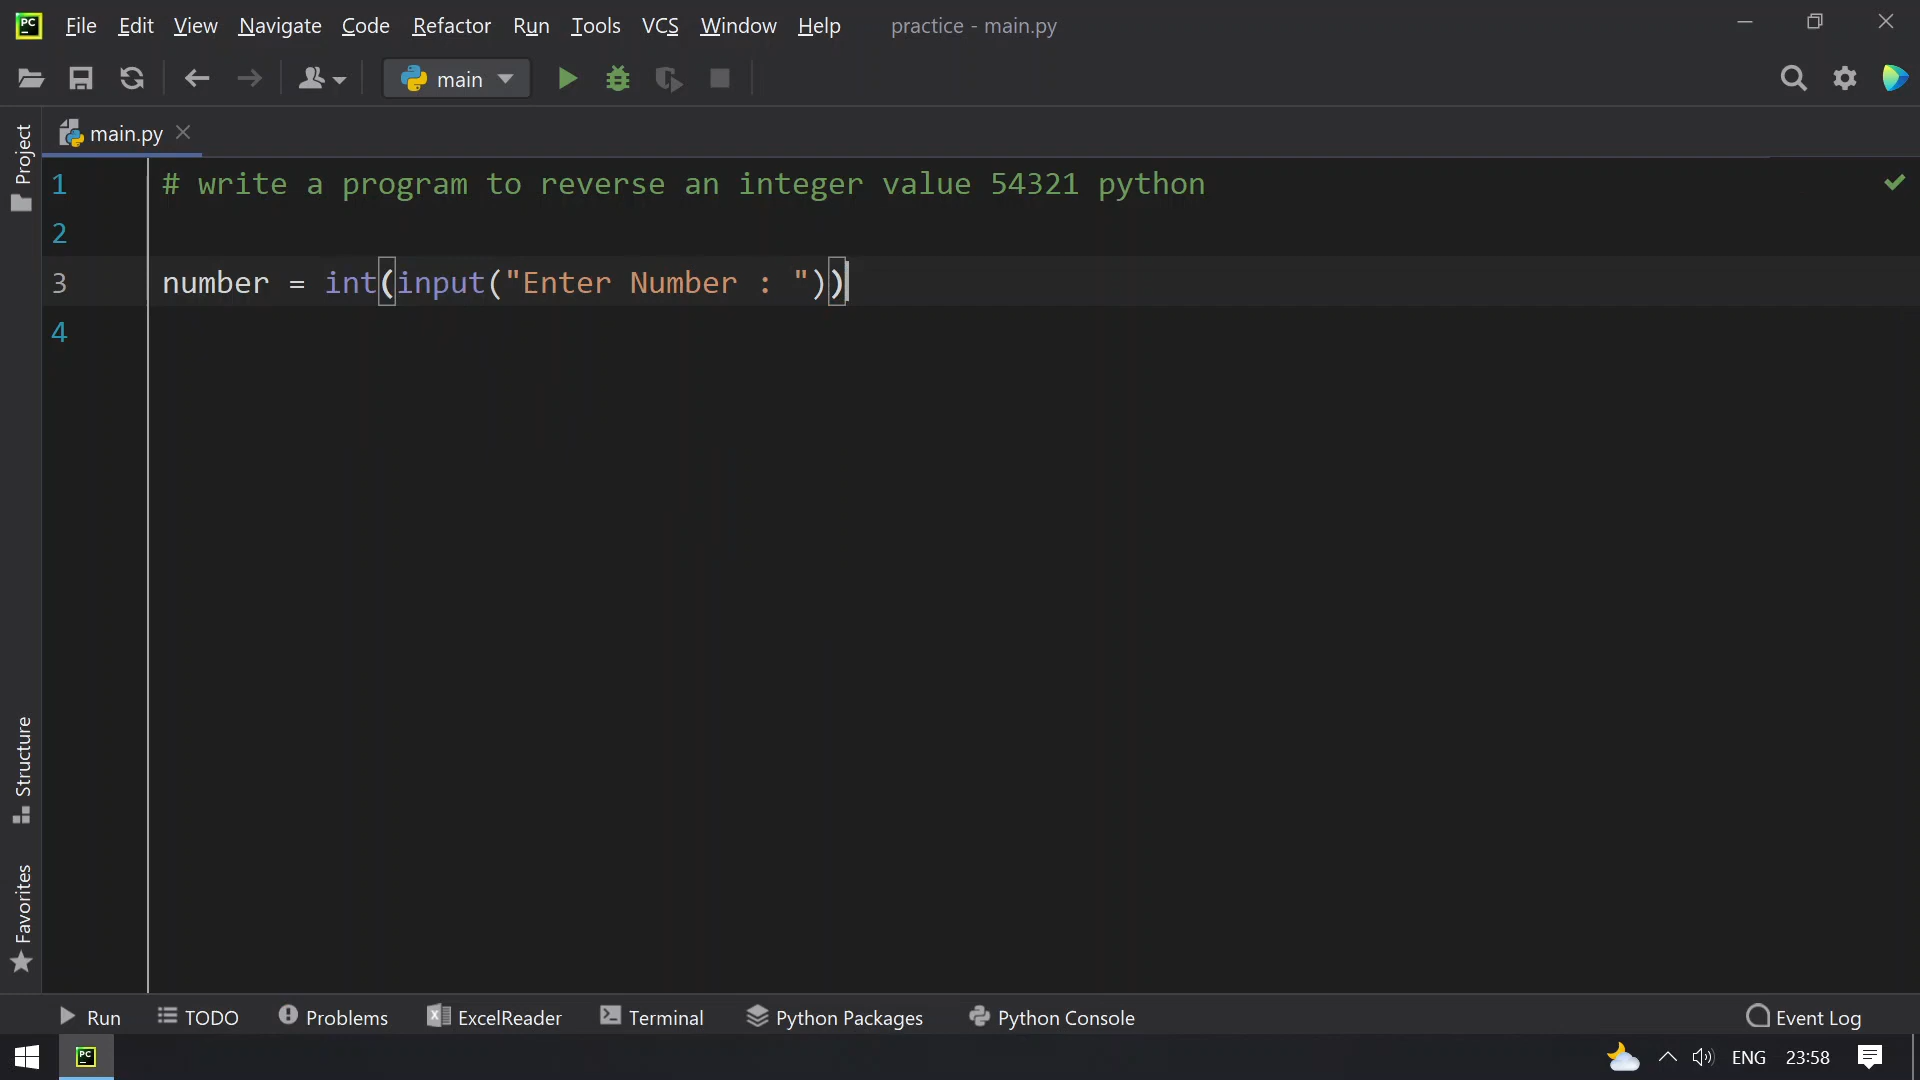 PC File Edit View Navigate Code Refactor Run Tools VCS Window Help practice - main.py
main
main.py
Project
1 # write a program to reverse an integer value 54321 python
2
3 number = int(input("Enter Number : "))
4
Structure
Favorites
Run TODO Problems ExcelReader Terminal Python Packages Python Console Event Log
PC ENG 23:58